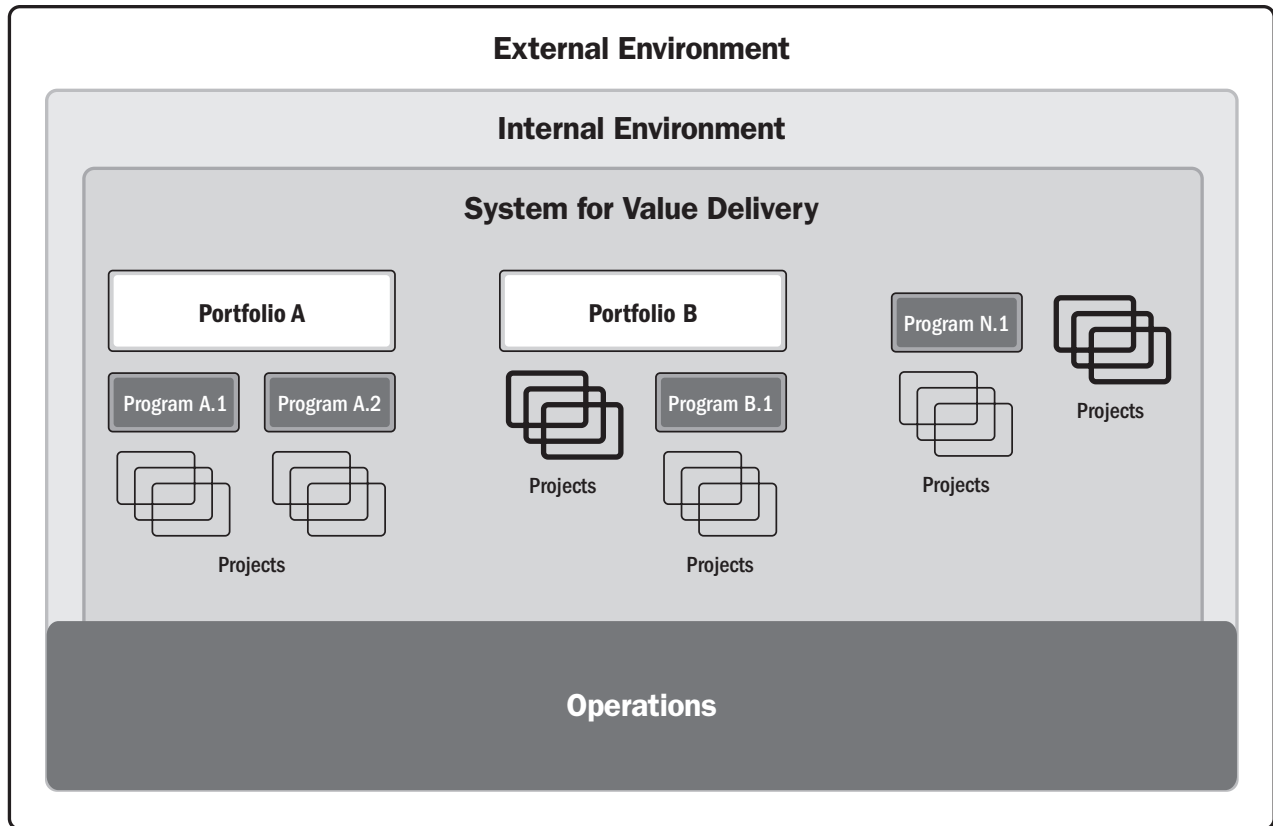 External Environment
Internal Environment
System for Value Delivery
Portfolio A
Portfolio B
Program N.1
Projects
Program A.1
Program A.2
Projects
Program B.1
Projects
Projects
Projects
Operations